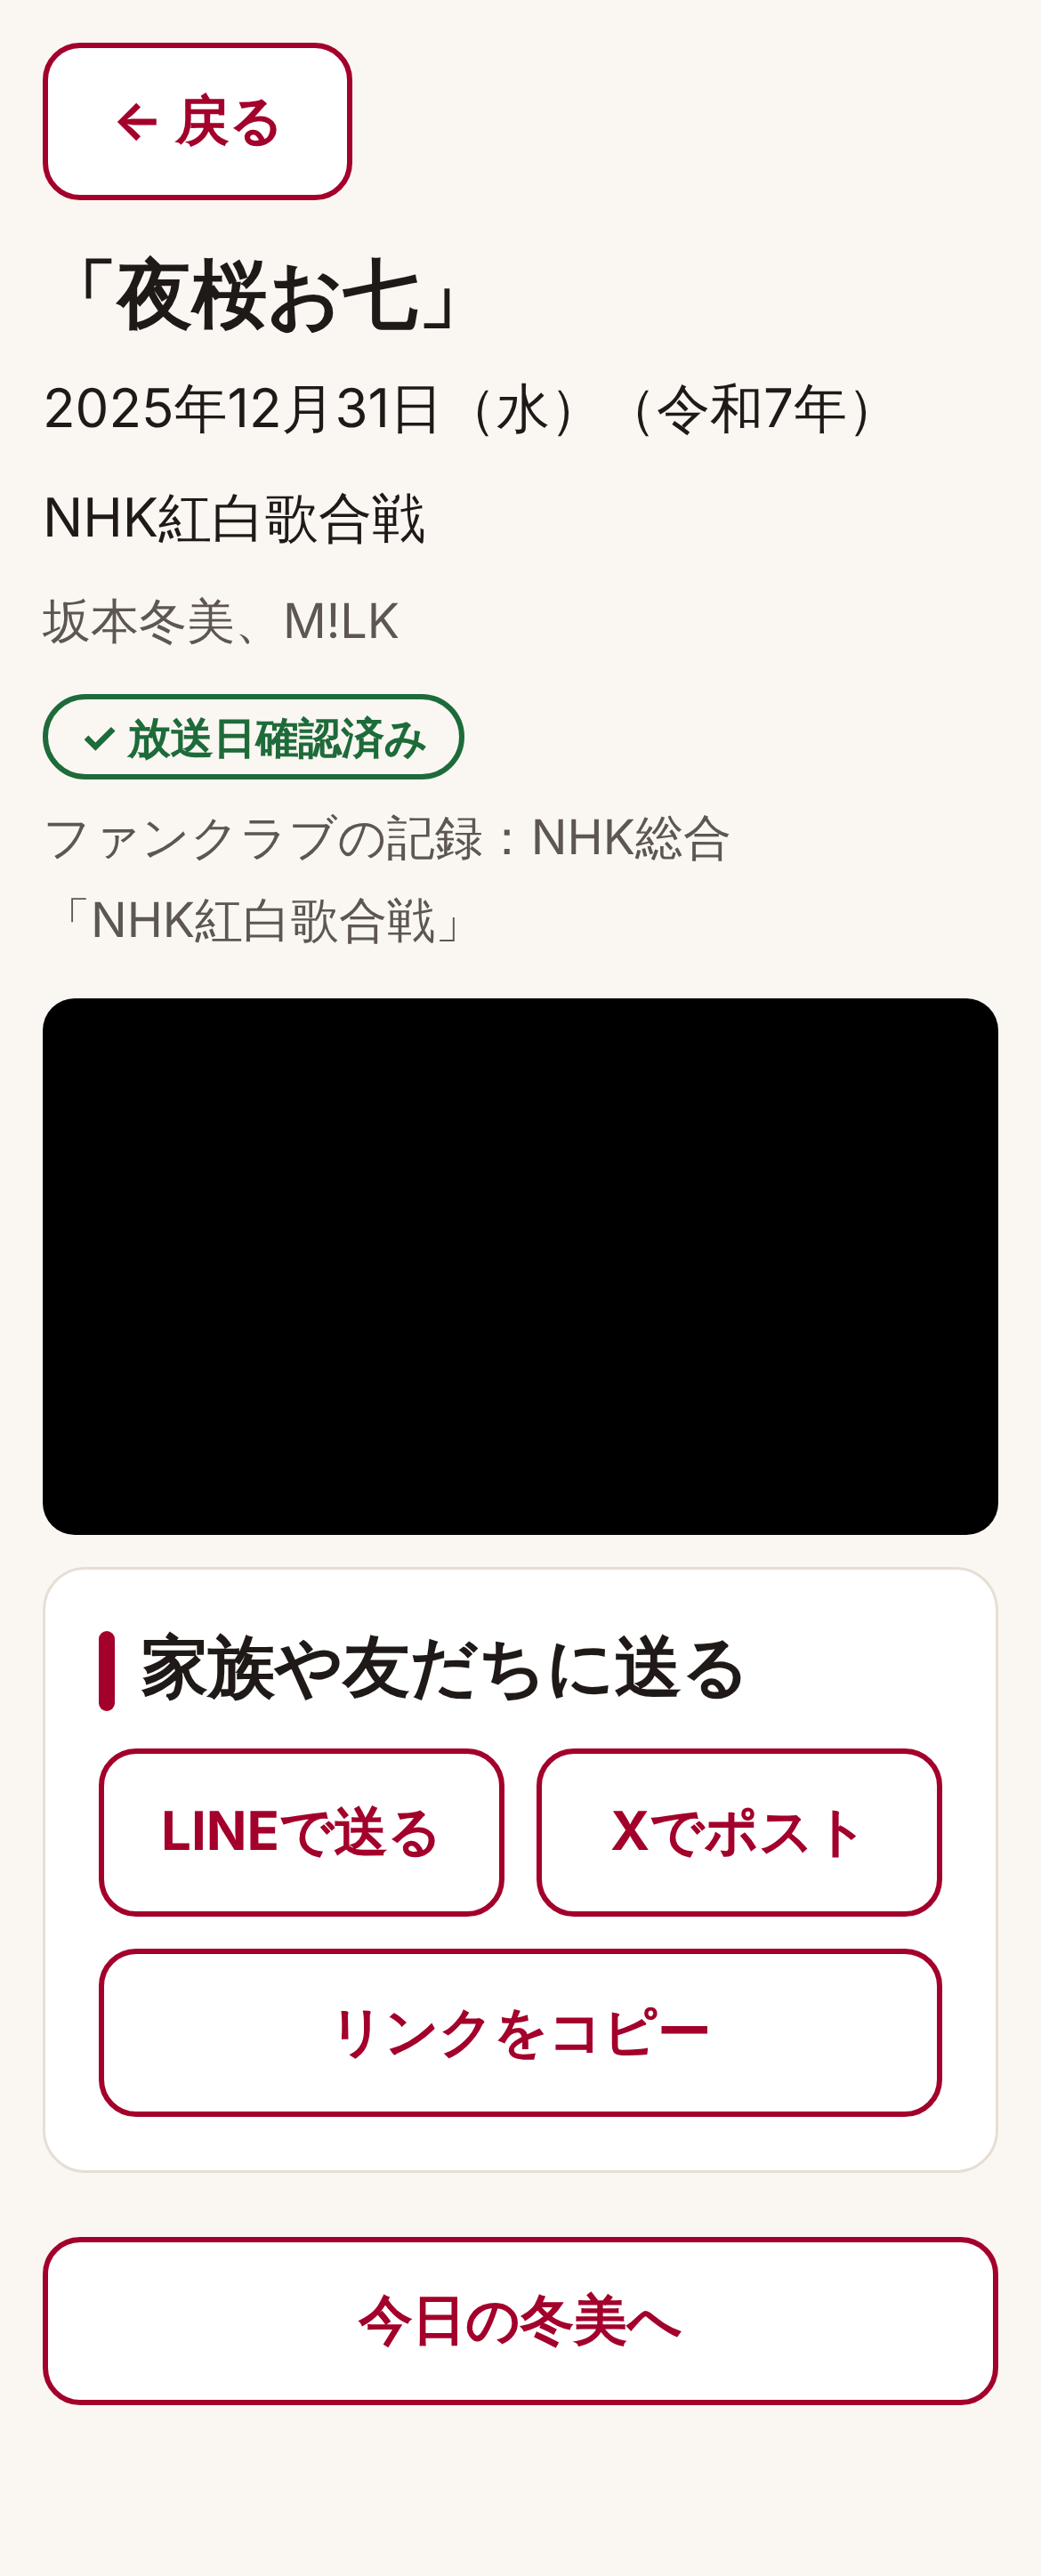 ← 戻る
「夜桜お七」
2025年12月31日（水）（令和7年）
NHK紅白歌合戦
坂本冬美、M!LK
✓ 放送日確認済み
ファンクラブの記録：NHK総合
「NHK紅白歌合戦」
家族や友だちに送る
LINEで送る
Xでポスト
リンクをコピー
今日の冬美へ